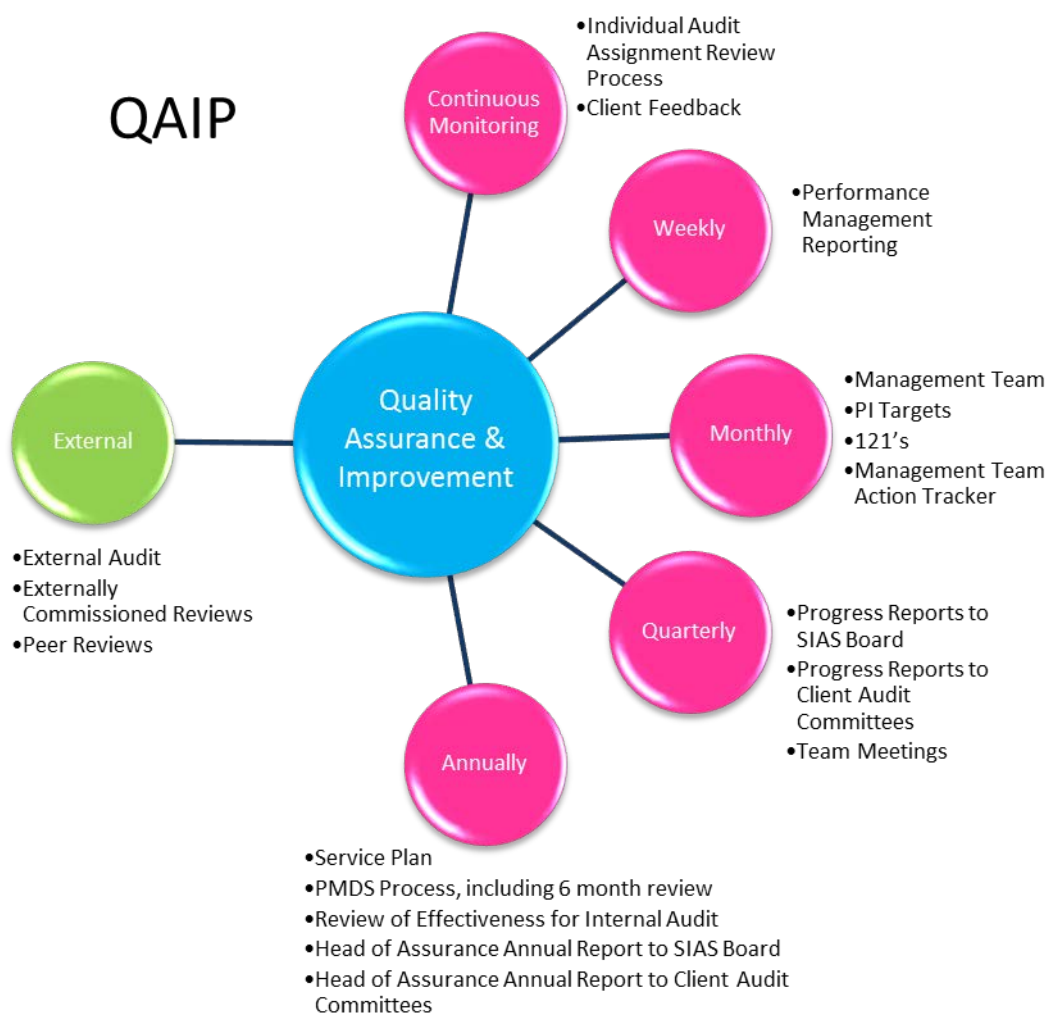 QAIP
Continuous
Monitoring
•Individual Audit
Assignment Review
Process
•Client Feedback
Weekly
•Performance
Management
Reporting
Monthly
•Management Team
•PI Targets
•121’s
•Management Team
Action Tracker
Quality
Assurance &
Improvement
External
•External Audit
•Externally
Commissioned Reviews
•Peer Reviews
Quarterly
•Progress Reports to
SIAS Board
•Progress Reports to
Client Audit
Committees
•Team Meetings
Annually
•Service Plan
•PMDS Process, including 6 month review
•Review of Effectiveness for Internal Audit
•Head of Assurance Annual Report to SIAS Board
•Head of Assurance Annual Report to Client Audit
Committees